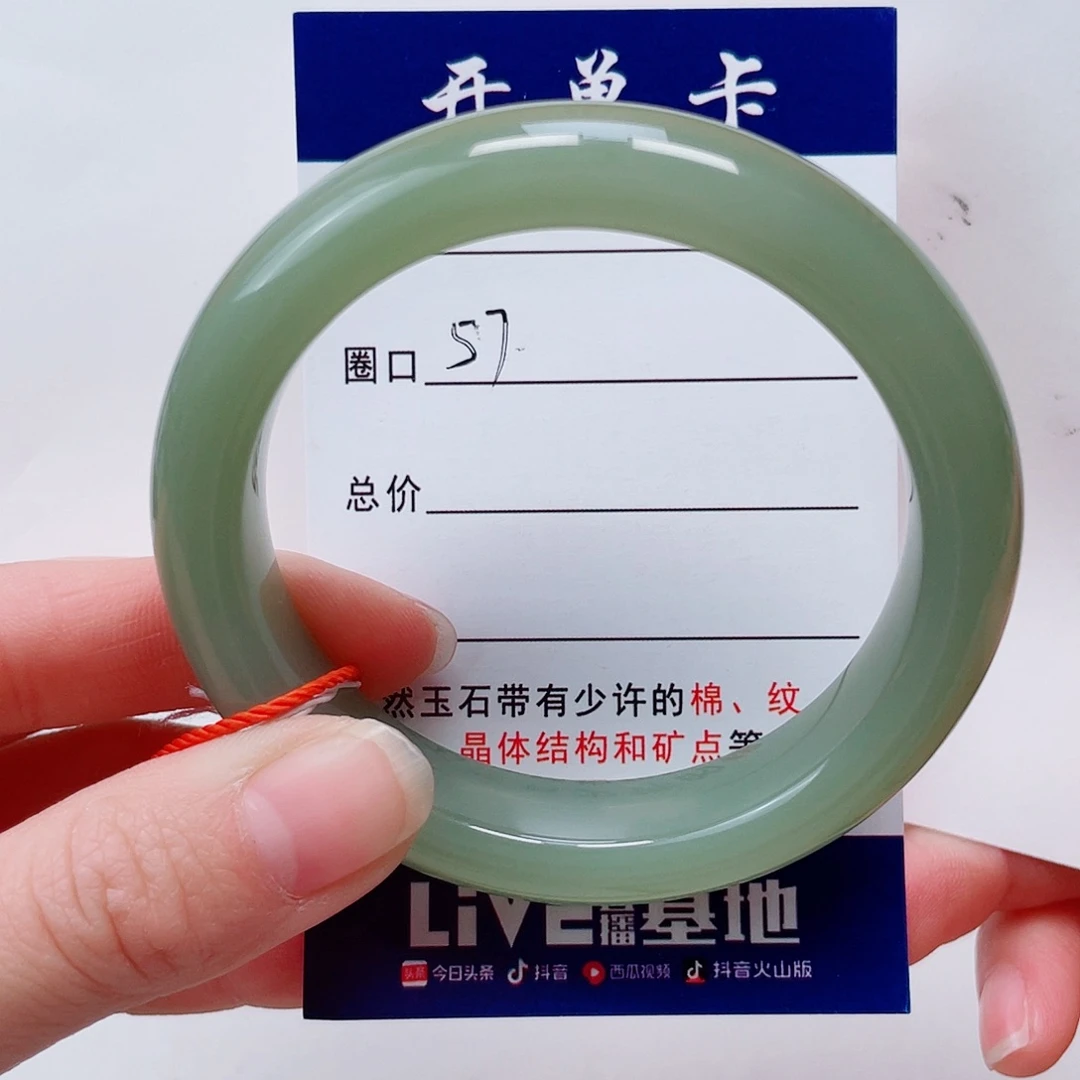 开单卡
圈口 57
总价
然玉石带有少许的棉、纹
晶体结构和矿点等
Live直播基地
头条 今日头条 抖音 西瓜视频 抖音火山版